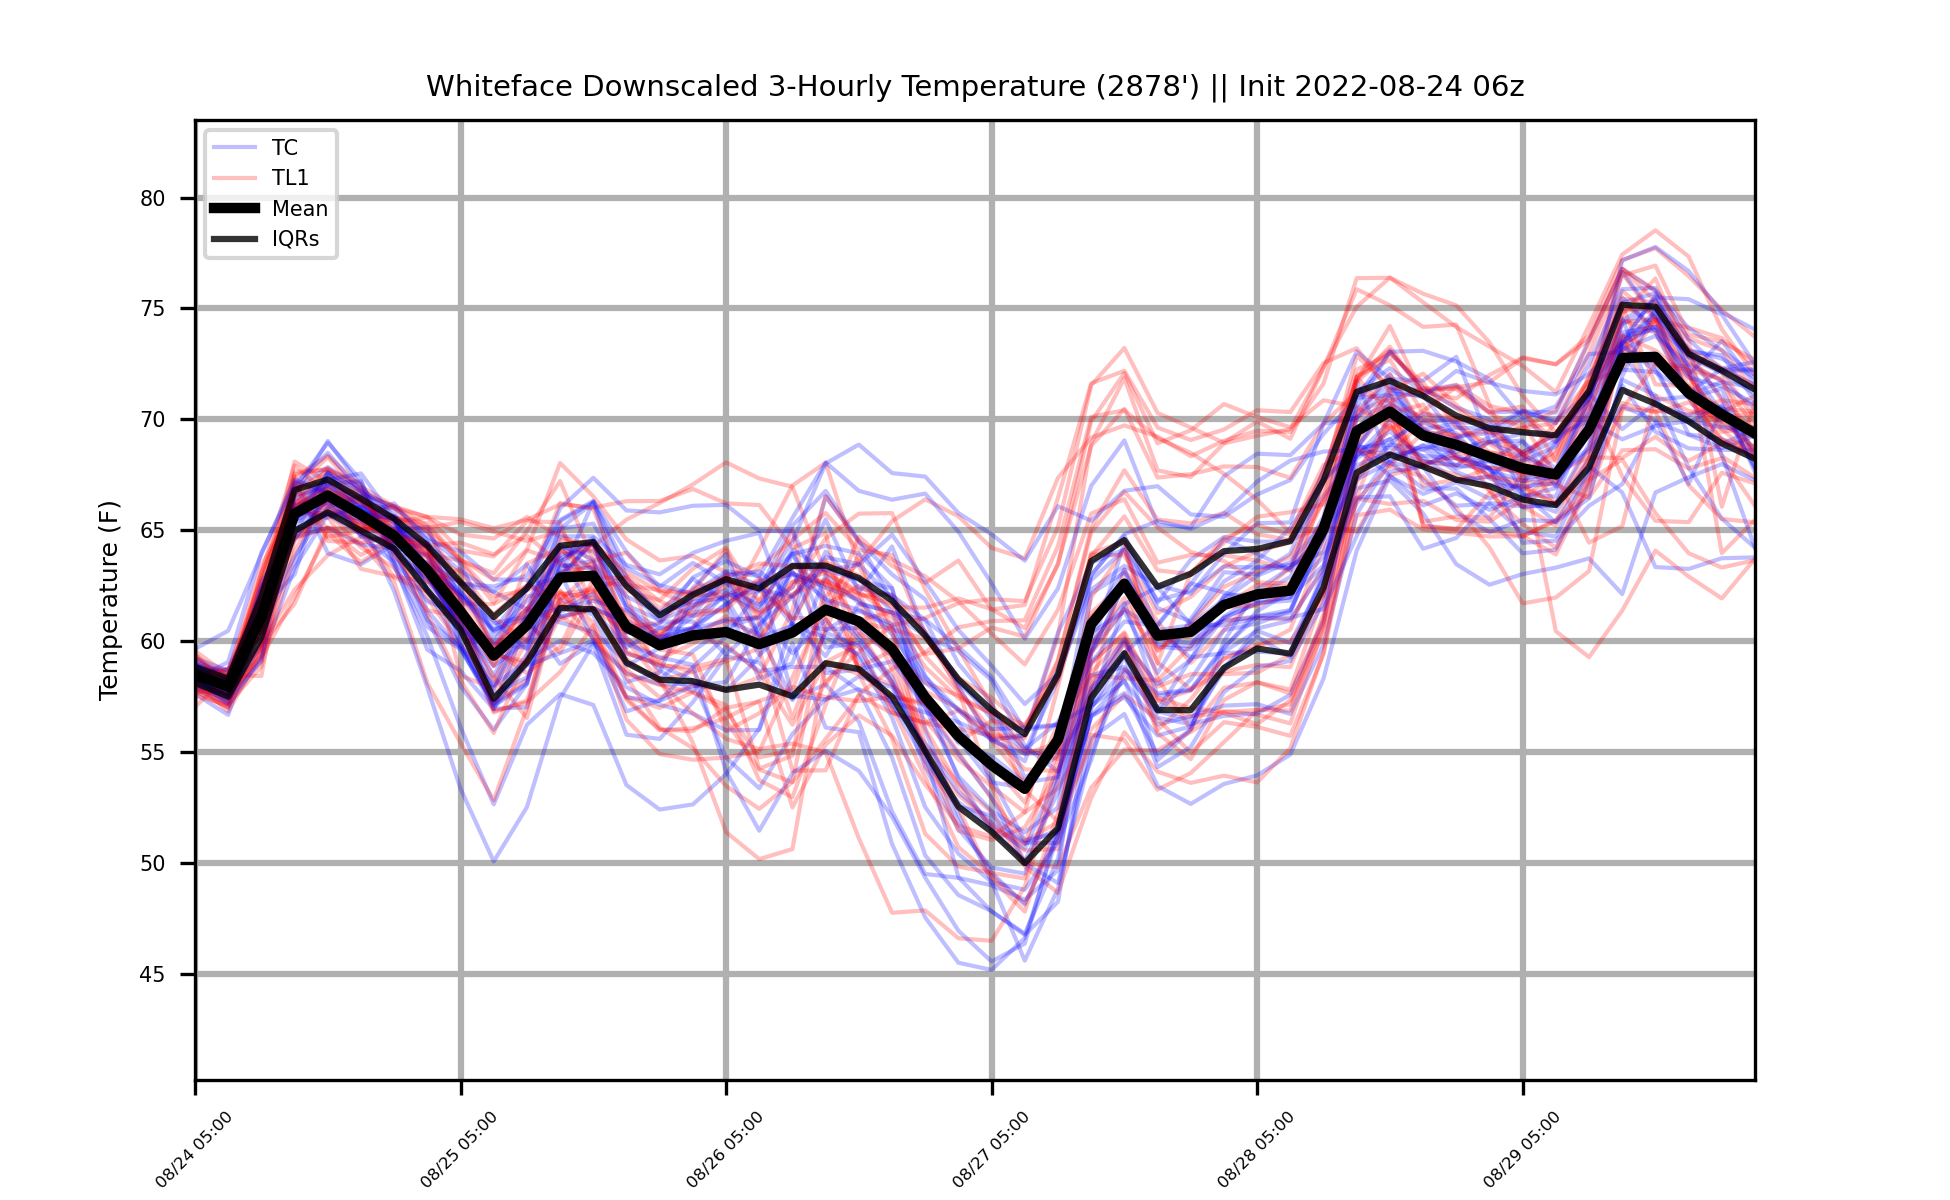 Whiteface Downscaled 3-Hourly Temperature (2878') || Init 2022-08-24 06z
TC
TL1
Mean
IQRs
Temperature (F)
80
75
70
65
60
55
50
45
08/24 05:00
08/25 05:00
08/26 05:00
08/27 05:00
08/28 05:00
08/29 05:00